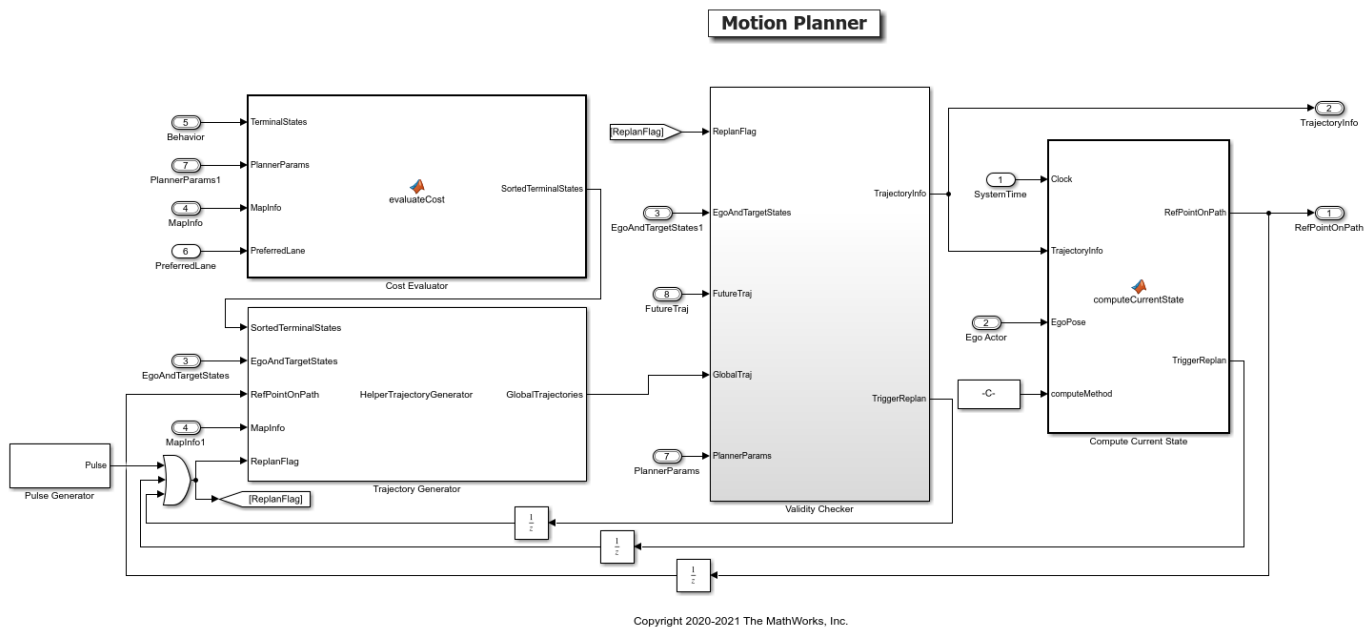 Motion Planner
5
Behavior
TerminalStates
7
PlannerParams1
PlannerParams
4
MapInfo
MapInfo
6
PreferredLane
PreferredLane
evaluateCost
SortedTerminalStates
Cost Evaluator
SortedTerminalStates
3
EgoAndTargetStates
EgoAndTargetStates
RefPointOnPath
HelperTrajectoryGenerator
GlobalTrajectories
4
MapInfo1
MapInfo
ReplanFlag
Trajectory Generator
Pulse
Pulse Generator
[ReplanFlag]
[ReplanFlag]
ReplanFlag
3
EgoAndTargetStates1
EgoAndTargetStates
8
FutureTraj
FutureTraj
GlobalTraj
7
PlannerParams
PlannerParams
TrajectoryInfo
TriggerReplan
Validity Checker
2
TrajectoryInfo
1
SystemTime
Clock
TrajectoryInfo
2
Ego Actor
EgoPose
-C-
computeMethod
computeCurrentState
RefPointOnPath
TriggerReplan
Compute Current State
1
RefPointOnPath
1
z
1
z
1
z
Copyright 2020-2021 The MathWorks, Inc.